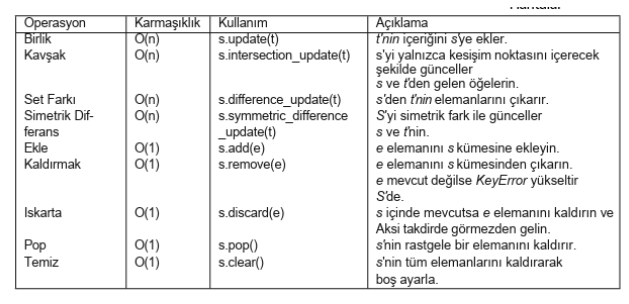 Operasyon Karmaşıklık Kullanım Açıklama
Birlik O(n) s.update(t) t'nin içeriğini s'ye ekler.
Kavşak O(n) s.intersection_update(t) s'yi yalnızca kesişim noktasını içerecek
şekilde günceller
s ve t'den gelen öğelerin.
Set Farkı O(n) s.difference_update(t) s'den t'nin elemanlarını çıkarır.
Simetrik Dif- O(n) s.symmetric_difference S'yi simetrik fark ile günceller
ferans _update(t) s ve t'nin.
Ekle O(1) s.add(e) e elemanını s kümesine ekleyin.
Kaldırmak O(1) s.remove(e) e elemanını s kümesinden çıkarın.
e mevcut değilse KeyError yükseltir
S'de.
Iskarta O(1) s.discard(e) s içinde mevcutsa e elemanını kaldırın ve
Aksi takdirde görmezden gelin.
Pop O(1) s.pop() s'nin rastgele bir elemanını kaldırır.
Temiz O(1) s.clear() s'nin tüm elemanlarını kaldırarak
boş ayarla.